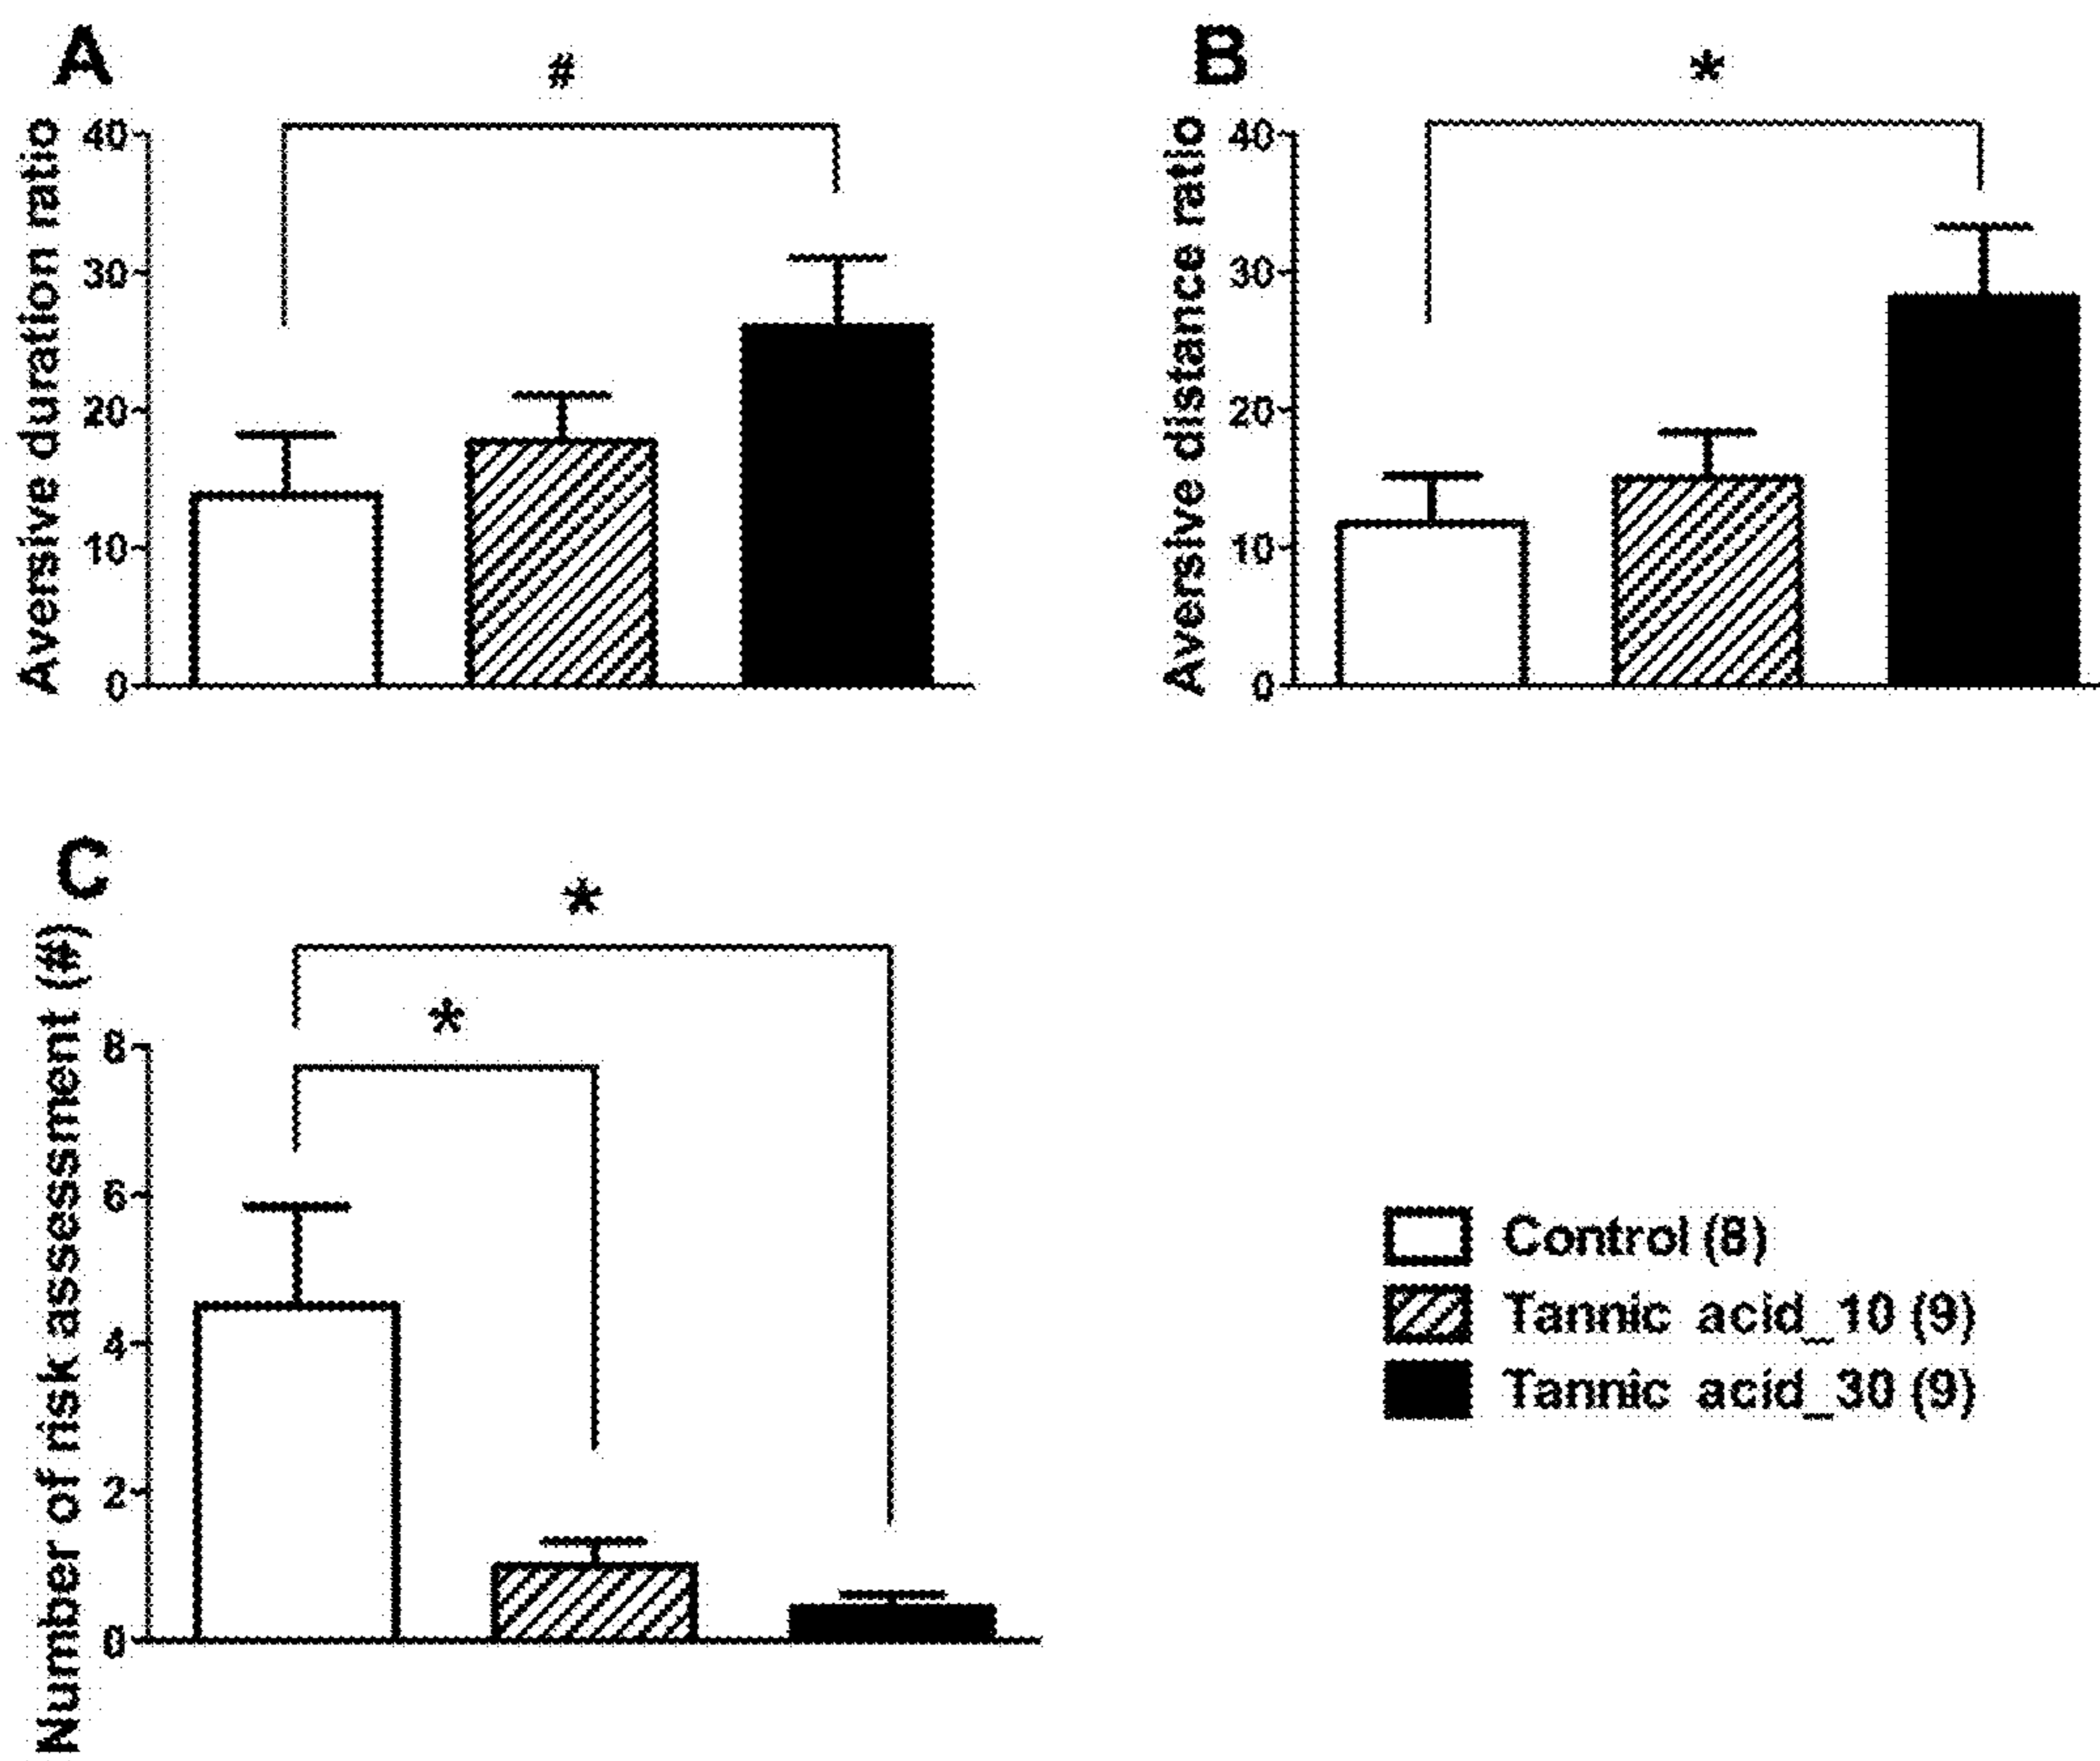 A
#
Aversive duration ratio
40
30
20
10
0
B
*
Aversive distance ratio
40
30
20
10
0
C
*
*
Number of risk assessment (#)
8
6
4
2
0
Control (8)
Tannic acid_10 (9)
Tannic acid_30 (9)